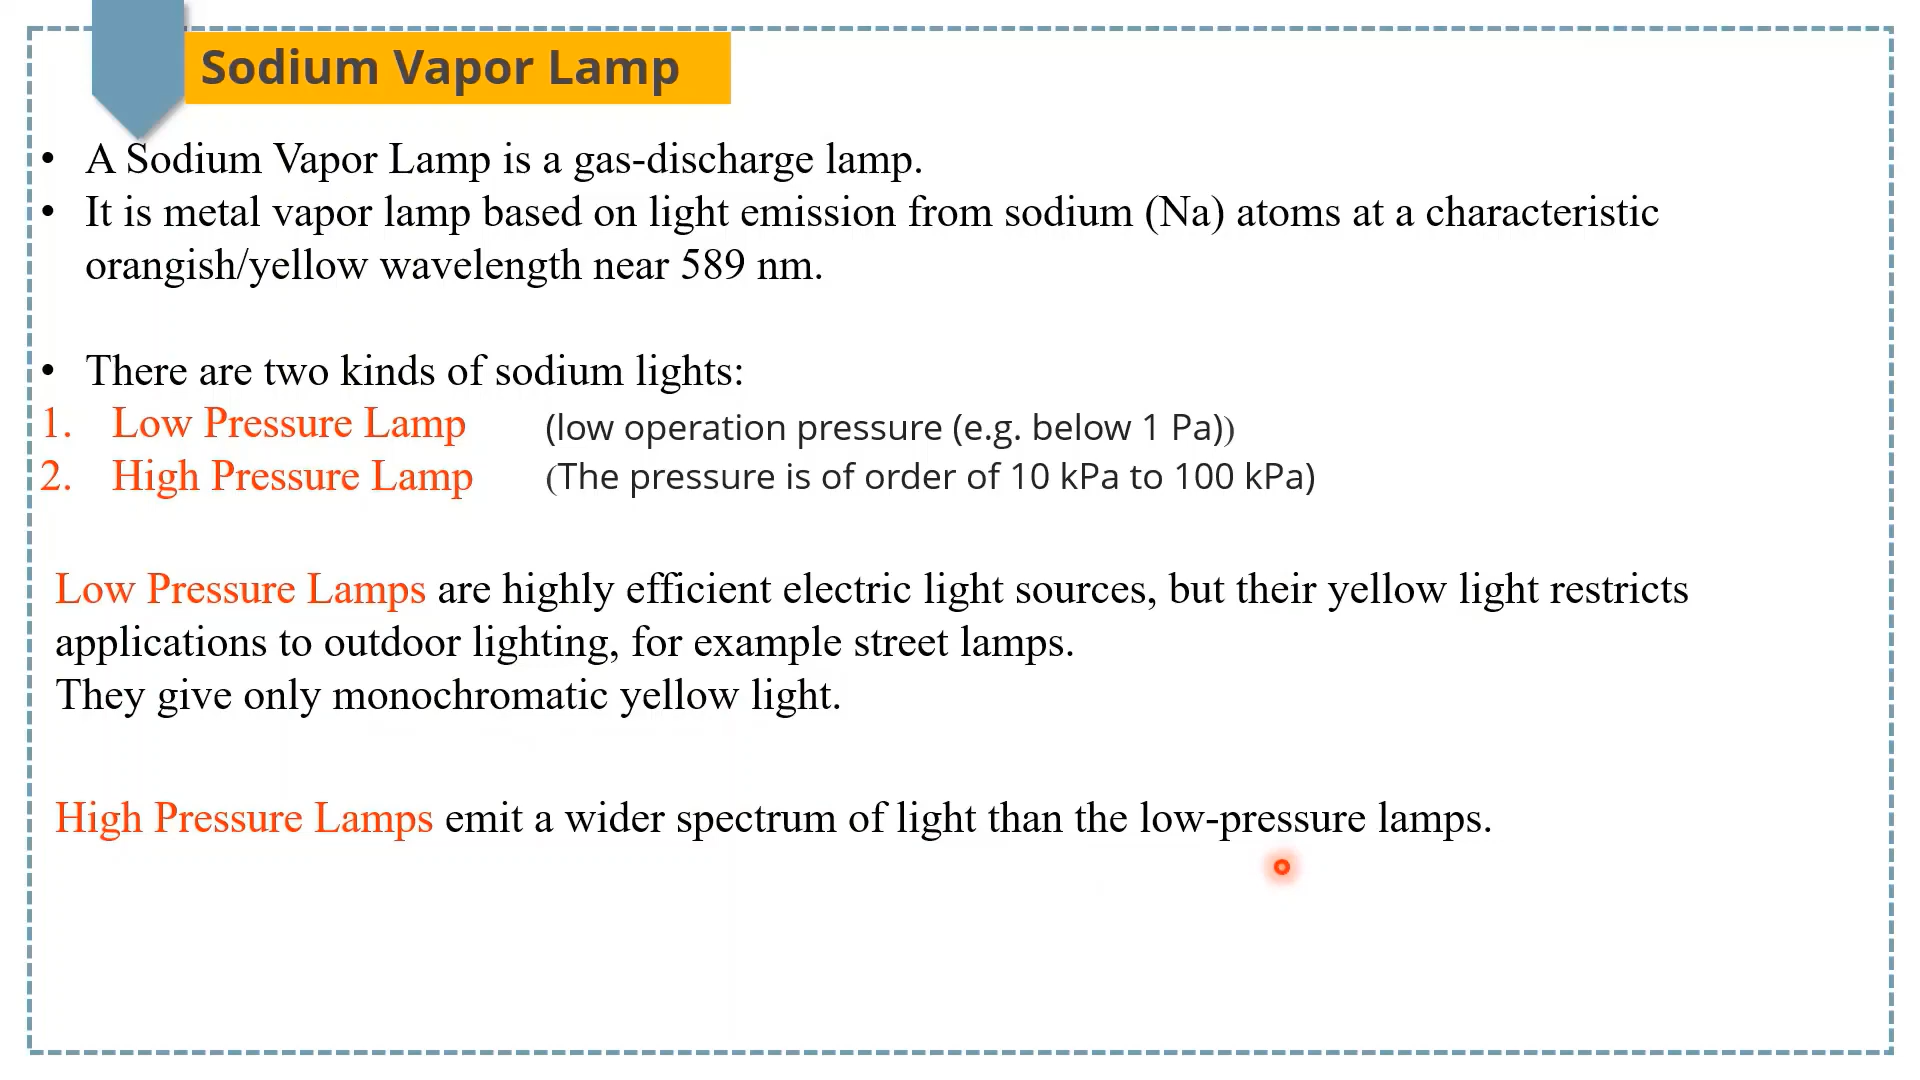 Sodium Vapor Lamp
• A Sodium Vapor Lamp is a gas-discharge lamp.
• It is metal vapor lamp based on light emission from sodium (Na) atoms at a characteristic
orangish/yellow wavelength near 589 nm.
• There are two kinds of sodium lights:
1. Low Pressure Lamp (low operation pressure (e.g. below 1 Pa))
2. High Pressure Lamp (The pressure is of order of 10 kPa to 100 kPa)
Low Pressure Lamps are highly efficient electric light sources, but their yellow light restricts
applications to outdoor lighting, for example street lamps.
They give only monochromatic yellow light.
High Pressure Lamps emit a wider spectrum of light than the low-pressure lamps.